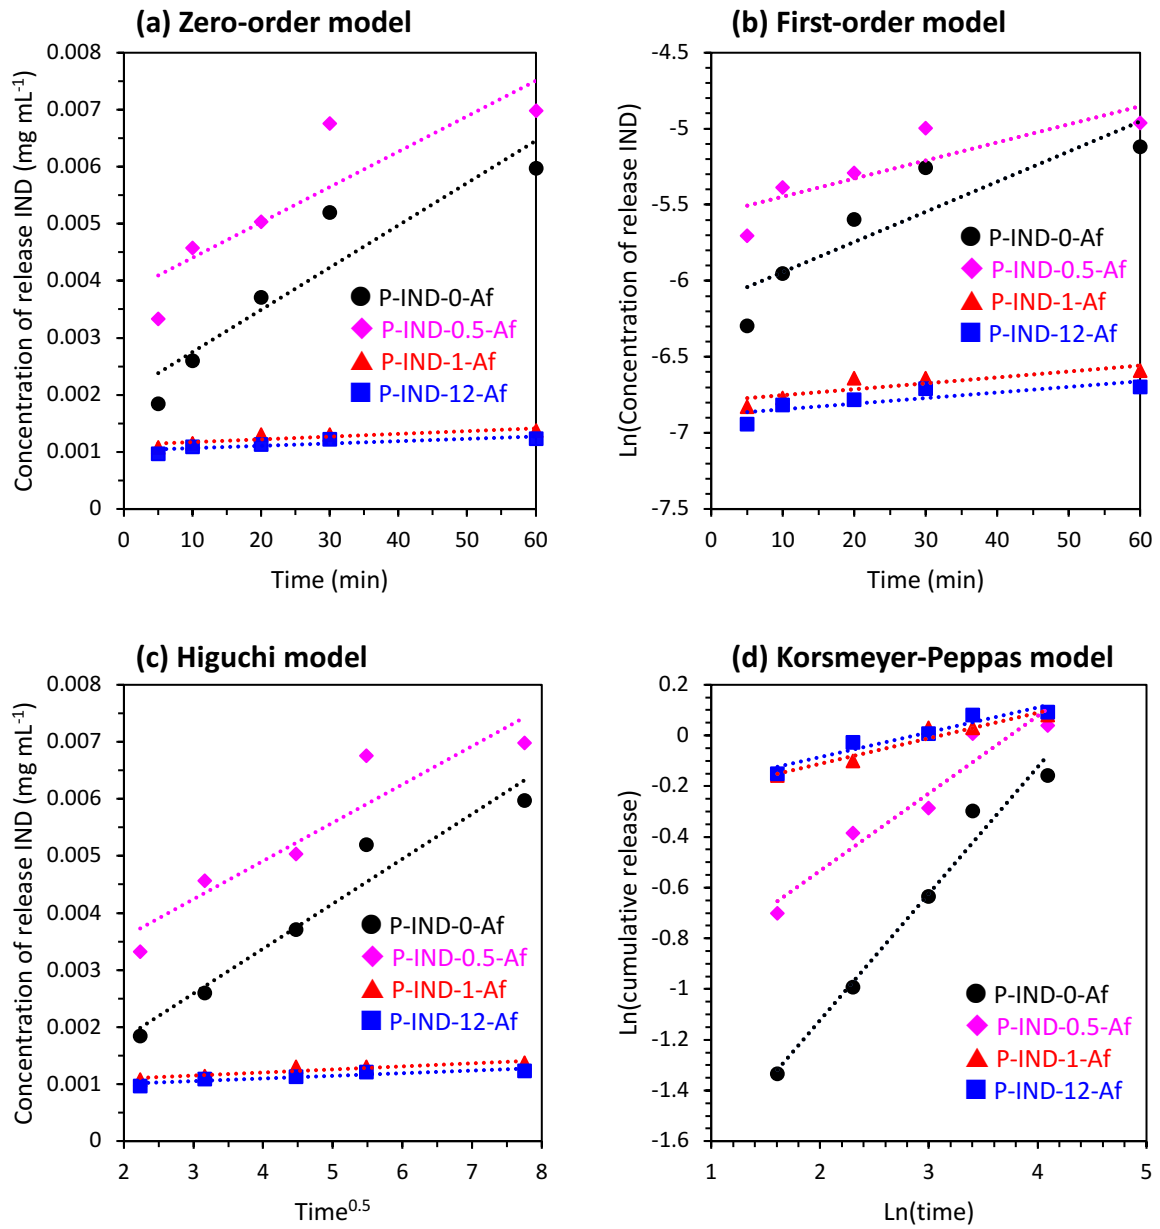 (a) Zero-order model
Concentration of release IND (mg mL⁻¹)
0.008
0.007
0.006
0.005
0.004
0.003
0.002
0.001
0
P-IND-0-Af
P-IND-0.5-Af
P-IND-1-Af
P-IND-12-Af
0 10 20 30 40 50 60
Time (min)
(b) First-order model
Ln(Concentration of release IND)
-4.5
-5
-5.5
-6
-6.5
-7
-7.5
P-IND-0-Af
P-IND-0.5-Af
P-IND-1-Af
P-IND-12-Af
0 10 20 30 40 50 60
Time (min)
(c) Higuchi model
Concentration of release IND (mg mL⁻¹)
0.008
0.007
0.006
0.005
0.004
0.003
0.002
0.001
0
P-IND-0-Af
P-IND-0.5-Af
P-IND-1-Af
P-IND-12-Af
2 3 4 5 6 7 8
Time⁰·⁵
(d) Korsmeyer-Peppas model
Ln(cumulative release)
0.2
0
-0.2
-0.4
-0.6
-0.8
-1
-1.2
-1.4
-1.6
P-IND-0-Af
P-IND-0.5-Af
P-IND-1-Af
P-IND-12-Af
1 2 3 4 5
Ln(time)